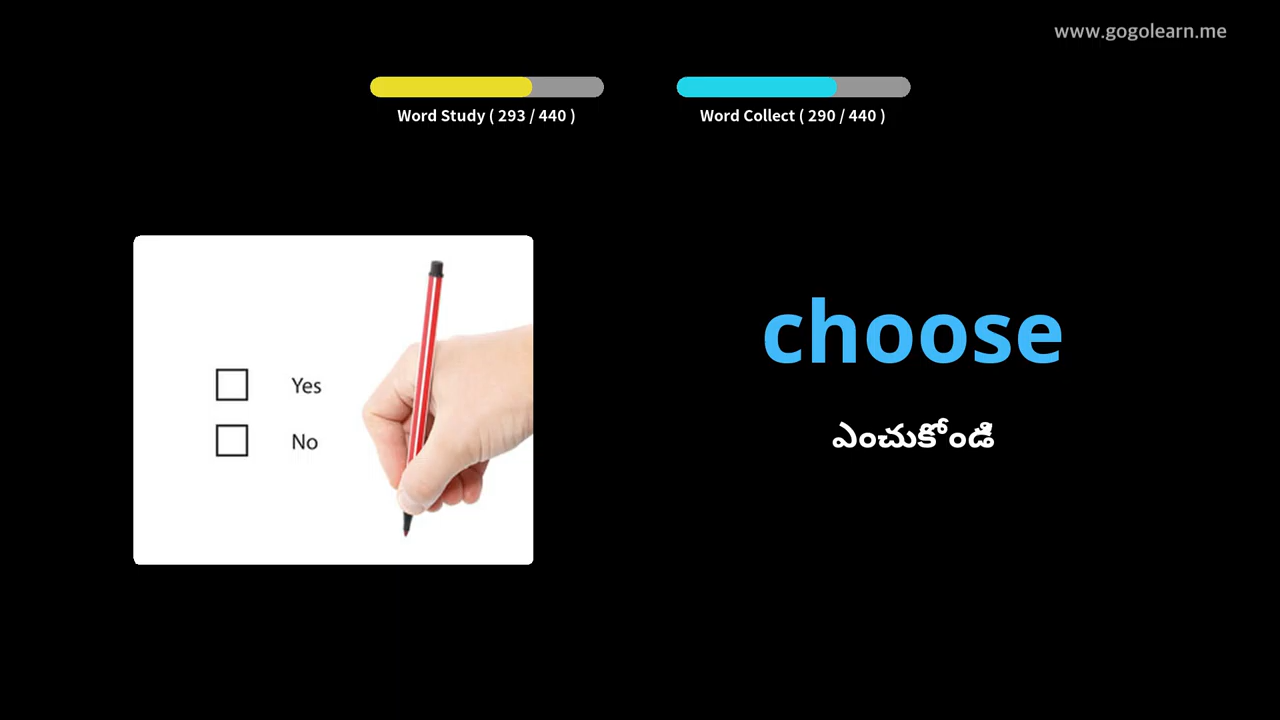 www.gogolearn.me
Word Study ( 293 / 440 )
Word Collect ( 290 / 440 )
Yes
No
choose
ఎంచుకోండి